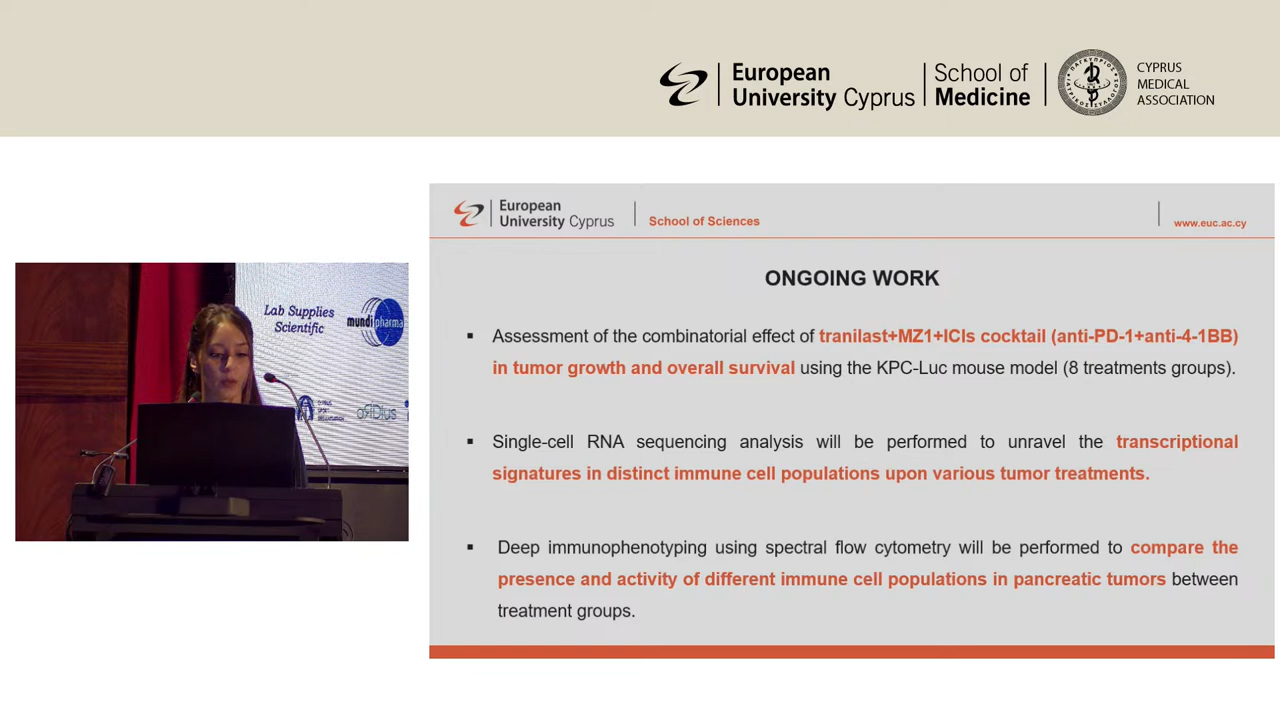 European
University Cyprus
School of
Medicine
CYPRUS
MEDICAL
ASSOCIATION
European
University Cyprus
School of Sciences
www.euc.ac.cy
ONGOING WORK
▪ Assessment of the combinatorial effect of tranilast+MZ1+ICIs cocktail (anti-PD-1+anti-4-1BB)
in tumor growth and overall survival using the KPC-Luc mouse model (8 treatments groups).
▪ Single-cell RNA sequencing analysis will be performed to unravel the transcriptional
signatures in distinct immune cell populations upon various tumor treatments.
▪ Deep immunophenotyping using spectral flow cytometry will be performed to compare the
presence and activity of different immune cell populations in pancreatic tumors between
treatment groups.
Lab Supplies
Scientific
mundipharma